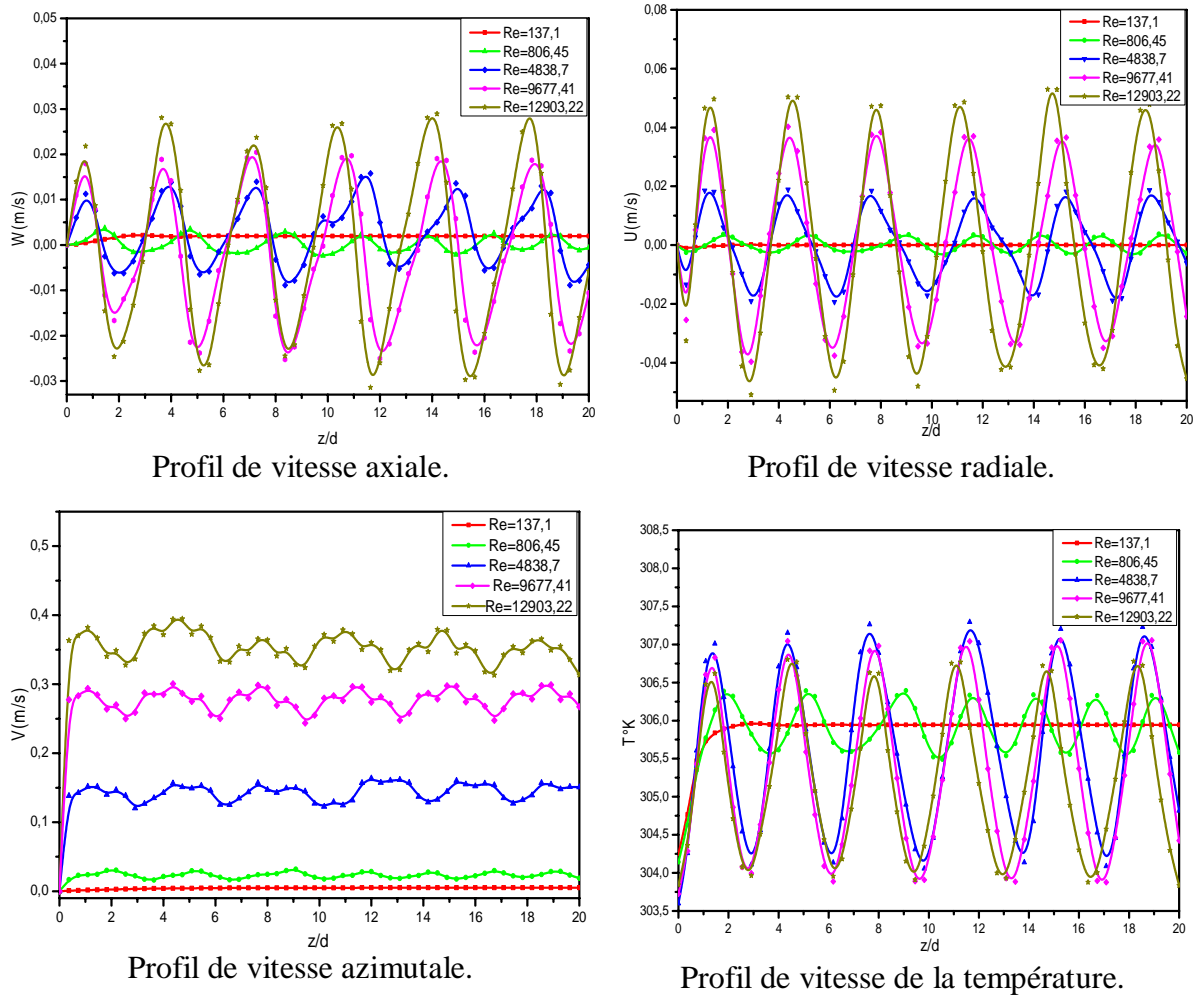 0,05
0,04
0,03
0,02
0,01
0,00
-0,01
-0,02
-0,03
W (m/s)
0 2 4 6 8 10 12 14 16 18 20
z/d
Re=137,1
Re=806,45
Re=4838,7
Re=9677,41
Re=12903,22
Profil de vitesse axiale.
0,08
0,06
0,04
0,02
0,00
-0,02
-0,04
U (m/s)
0 2 4 6 8 10 12 14 16 18 20
z/d
Re=137,1
Re=806,45
Re=4838,7
Re=9677,41
Re=12903,22
Profil de vitesse radiale.
0,5
0,4
0,3
0,2
0,1
0,0
V(m/s)
0 2 4 6 8 10 12 14 16 18 20
z/d
Re=137,1
Re=806,45
Re=4838,7
Re=9677,41
Re=12903,22
Profil de vitesse azimutale.
308,5
308,0
307,5
307,0
306,5
306,0
305,5
305,0
304,5
304,0
303,5
T°K
0 2 4 6 8 10 12 14 16 18 20
z/d
Re=137,1
Re=806,45
Re=4838,7
Re=9677,41
Re=12903,22
Profil de vitesse de la température.